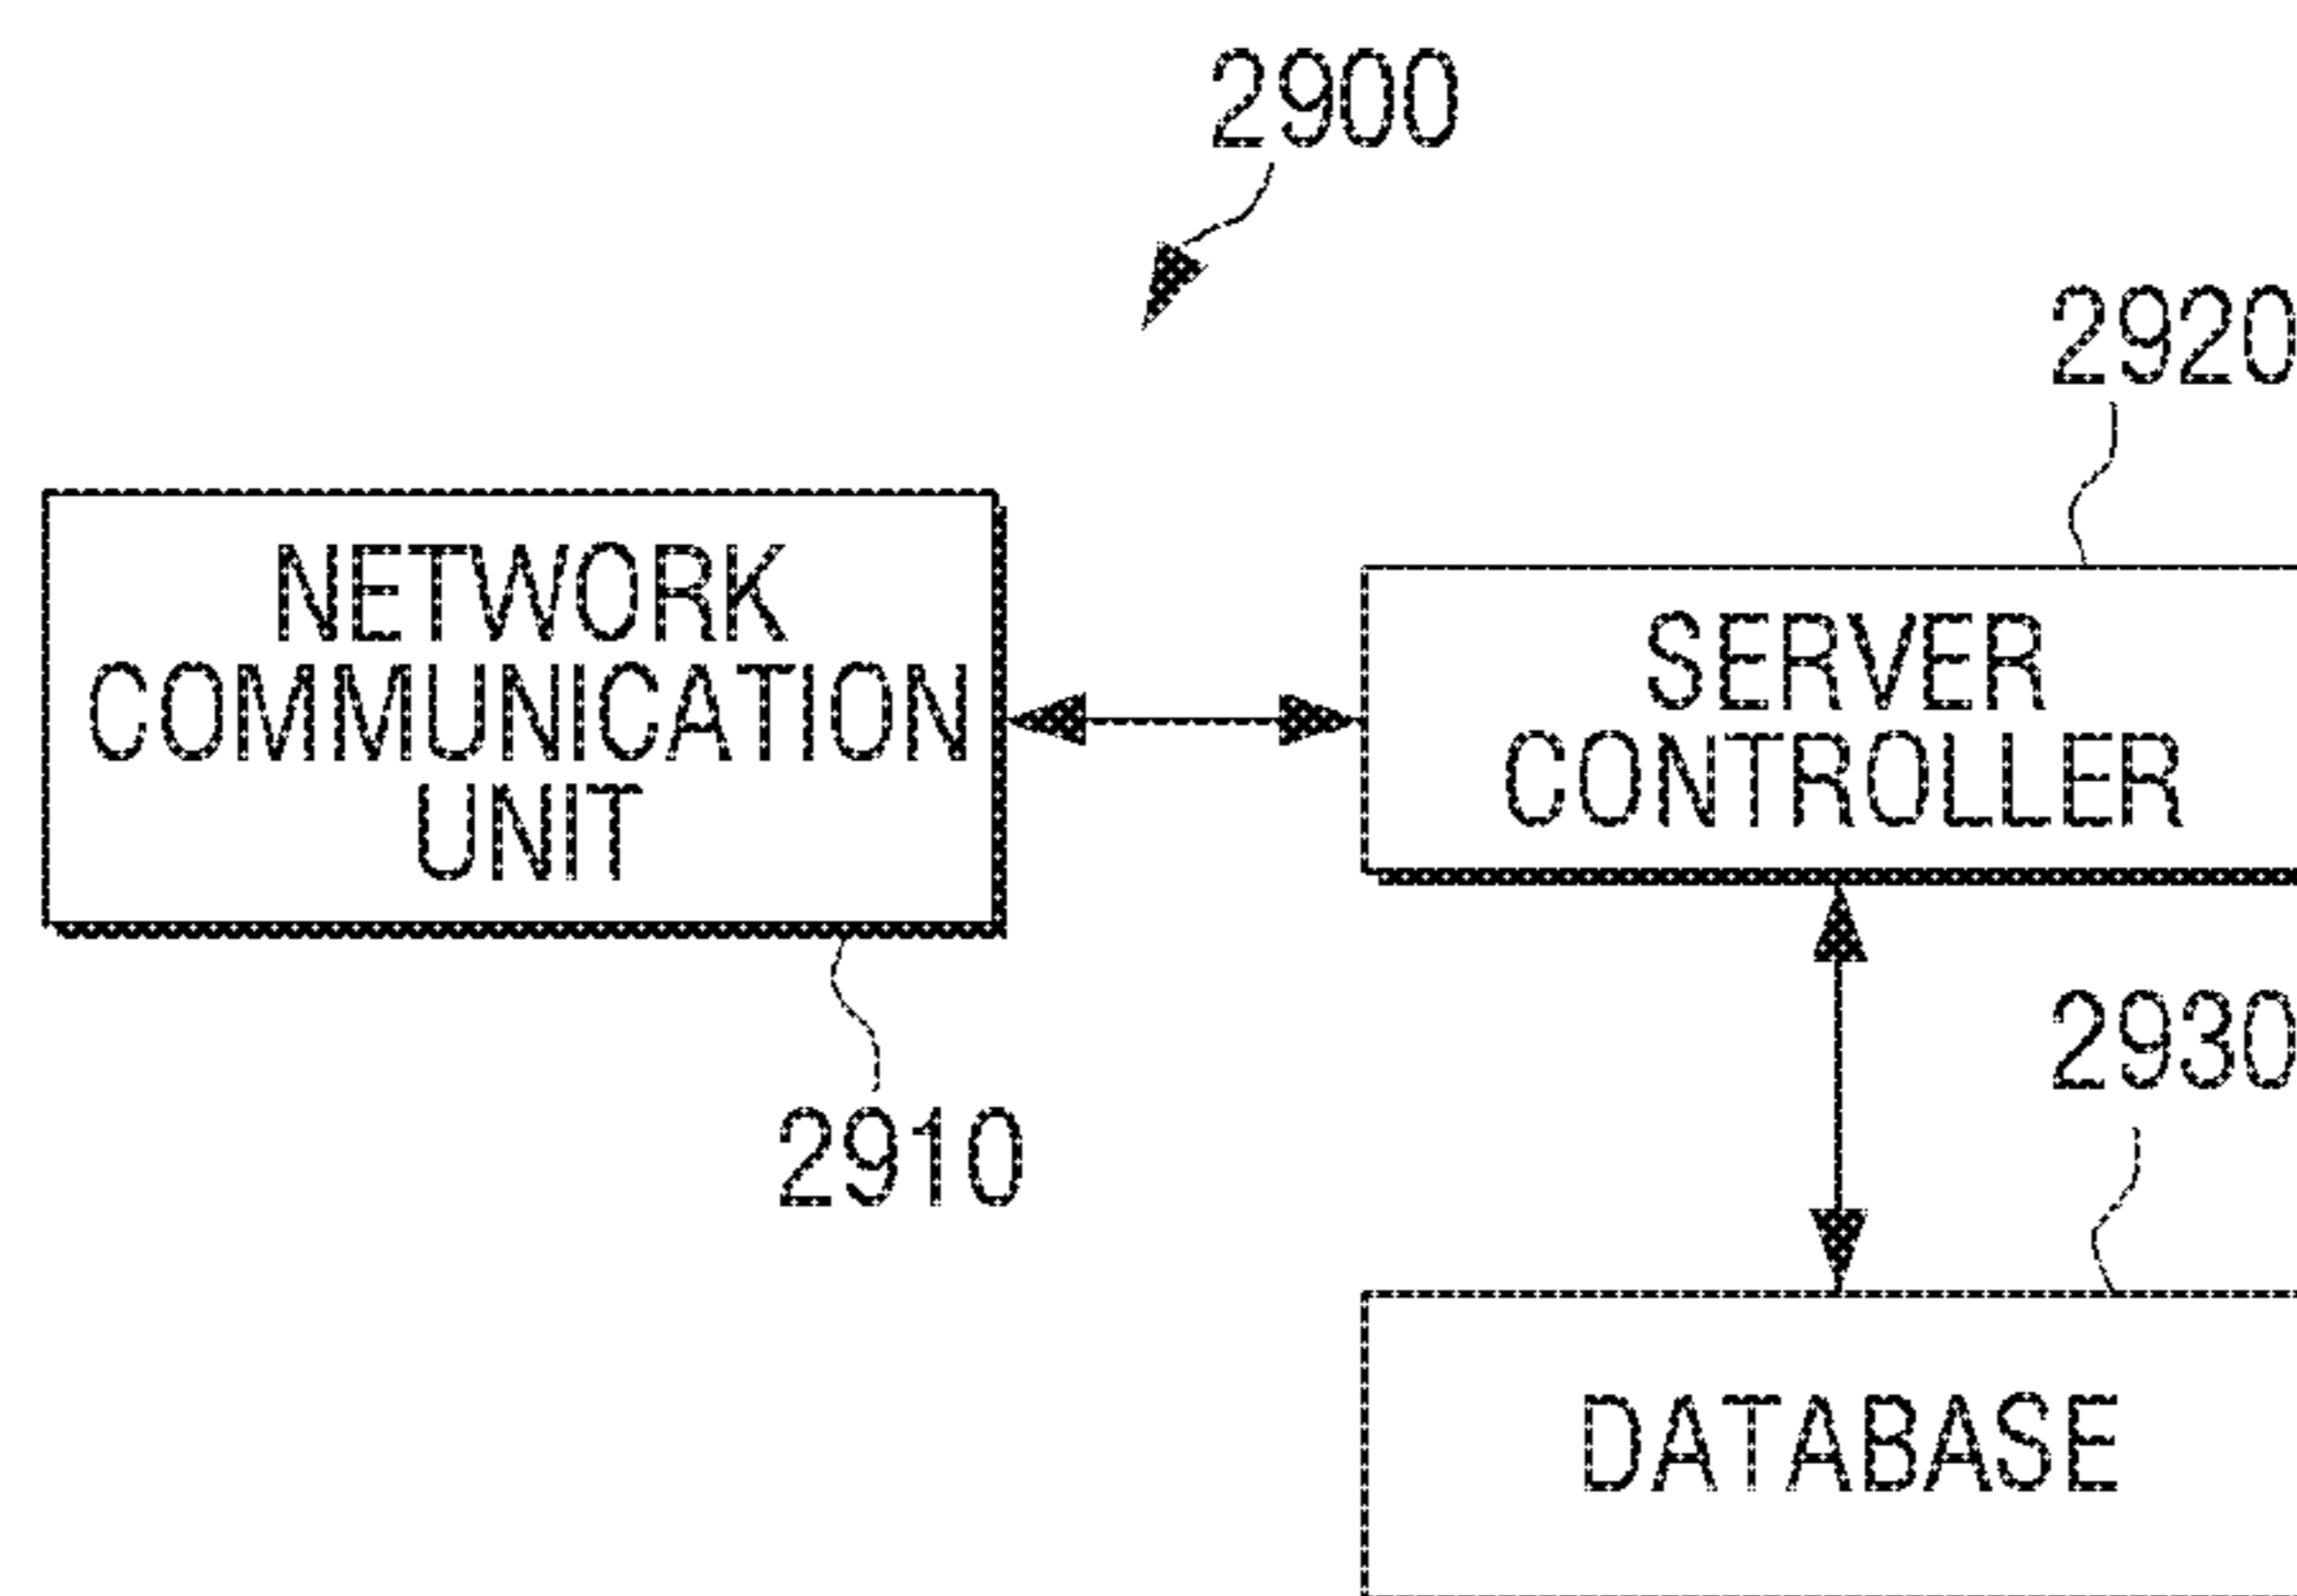 2900
2920
NETWORK
COMMUNICATION
UNIT
SERVER
CONTROLLER
2910
2930
DATABASE